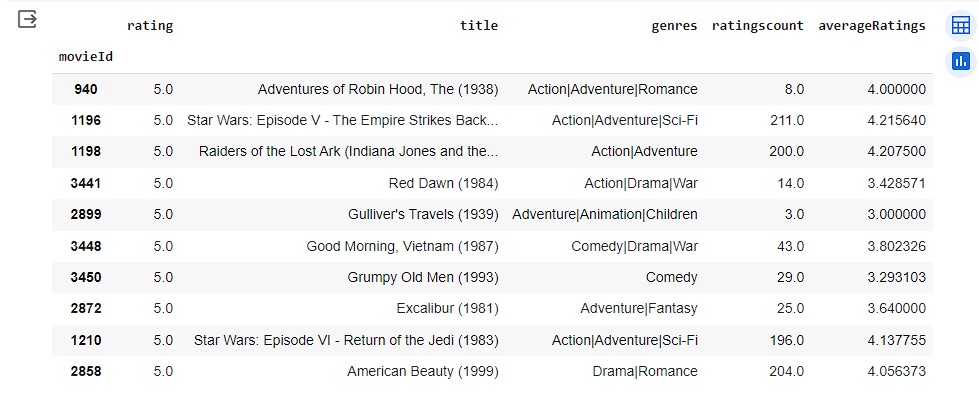 rating title genres ratingscount averageRatings
movieId
940 5.0 Adventures of Robin Hood, The (1938) Action|Adventure|Romance 8.0 4.000000
1196 5.0 Star Wars: Episode V - The Empire Strikes Back... Action|Adventure|Sci-Fi 211.0 4.215640
1198 5.0 Raiders of the Lost Ark (Indiana Jones and the... Action|Adventure 200.0 4.207500
3441 5.0 Red Dawn (1984) Action|Drama|War 14.0 3.428571
2899 5.0 Gulliver's Travels (1939) Adventure|Animation|Children 3.0 3.000000
3448 5.0 Good Morning, Vietnam (1987) Comedy|Drama|War 43.0 3.802326
3450 5.0 Grumpy Old Men (1993) Comedy 29.0 3.293103
2872 5.0 Excalibur (1981) Adventure|Fantasy 25.0 3.640000
1210 5.0 Star Wars: Episode VI - Return of the Jedi (1983) Action|Adventure|Sci-Fi 196.0 4.137755
2858 5.0 American Beauty (1999) Drama|Romance 204.0 4.056373